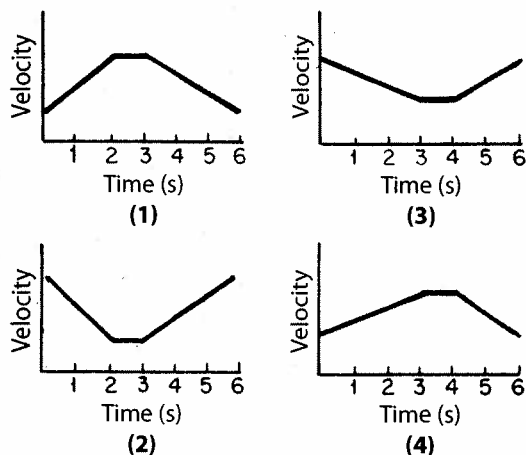 Velocity
1 2 3 4 5 6
Time (s)
(1)
Velocity
1 2 3 4 5 6
Time (s)
(3)
Velocity
1 2 3 4 5 6
Time (s)
(2)
Velocity
1 2 3 4 5 6
Time (s)
(4)